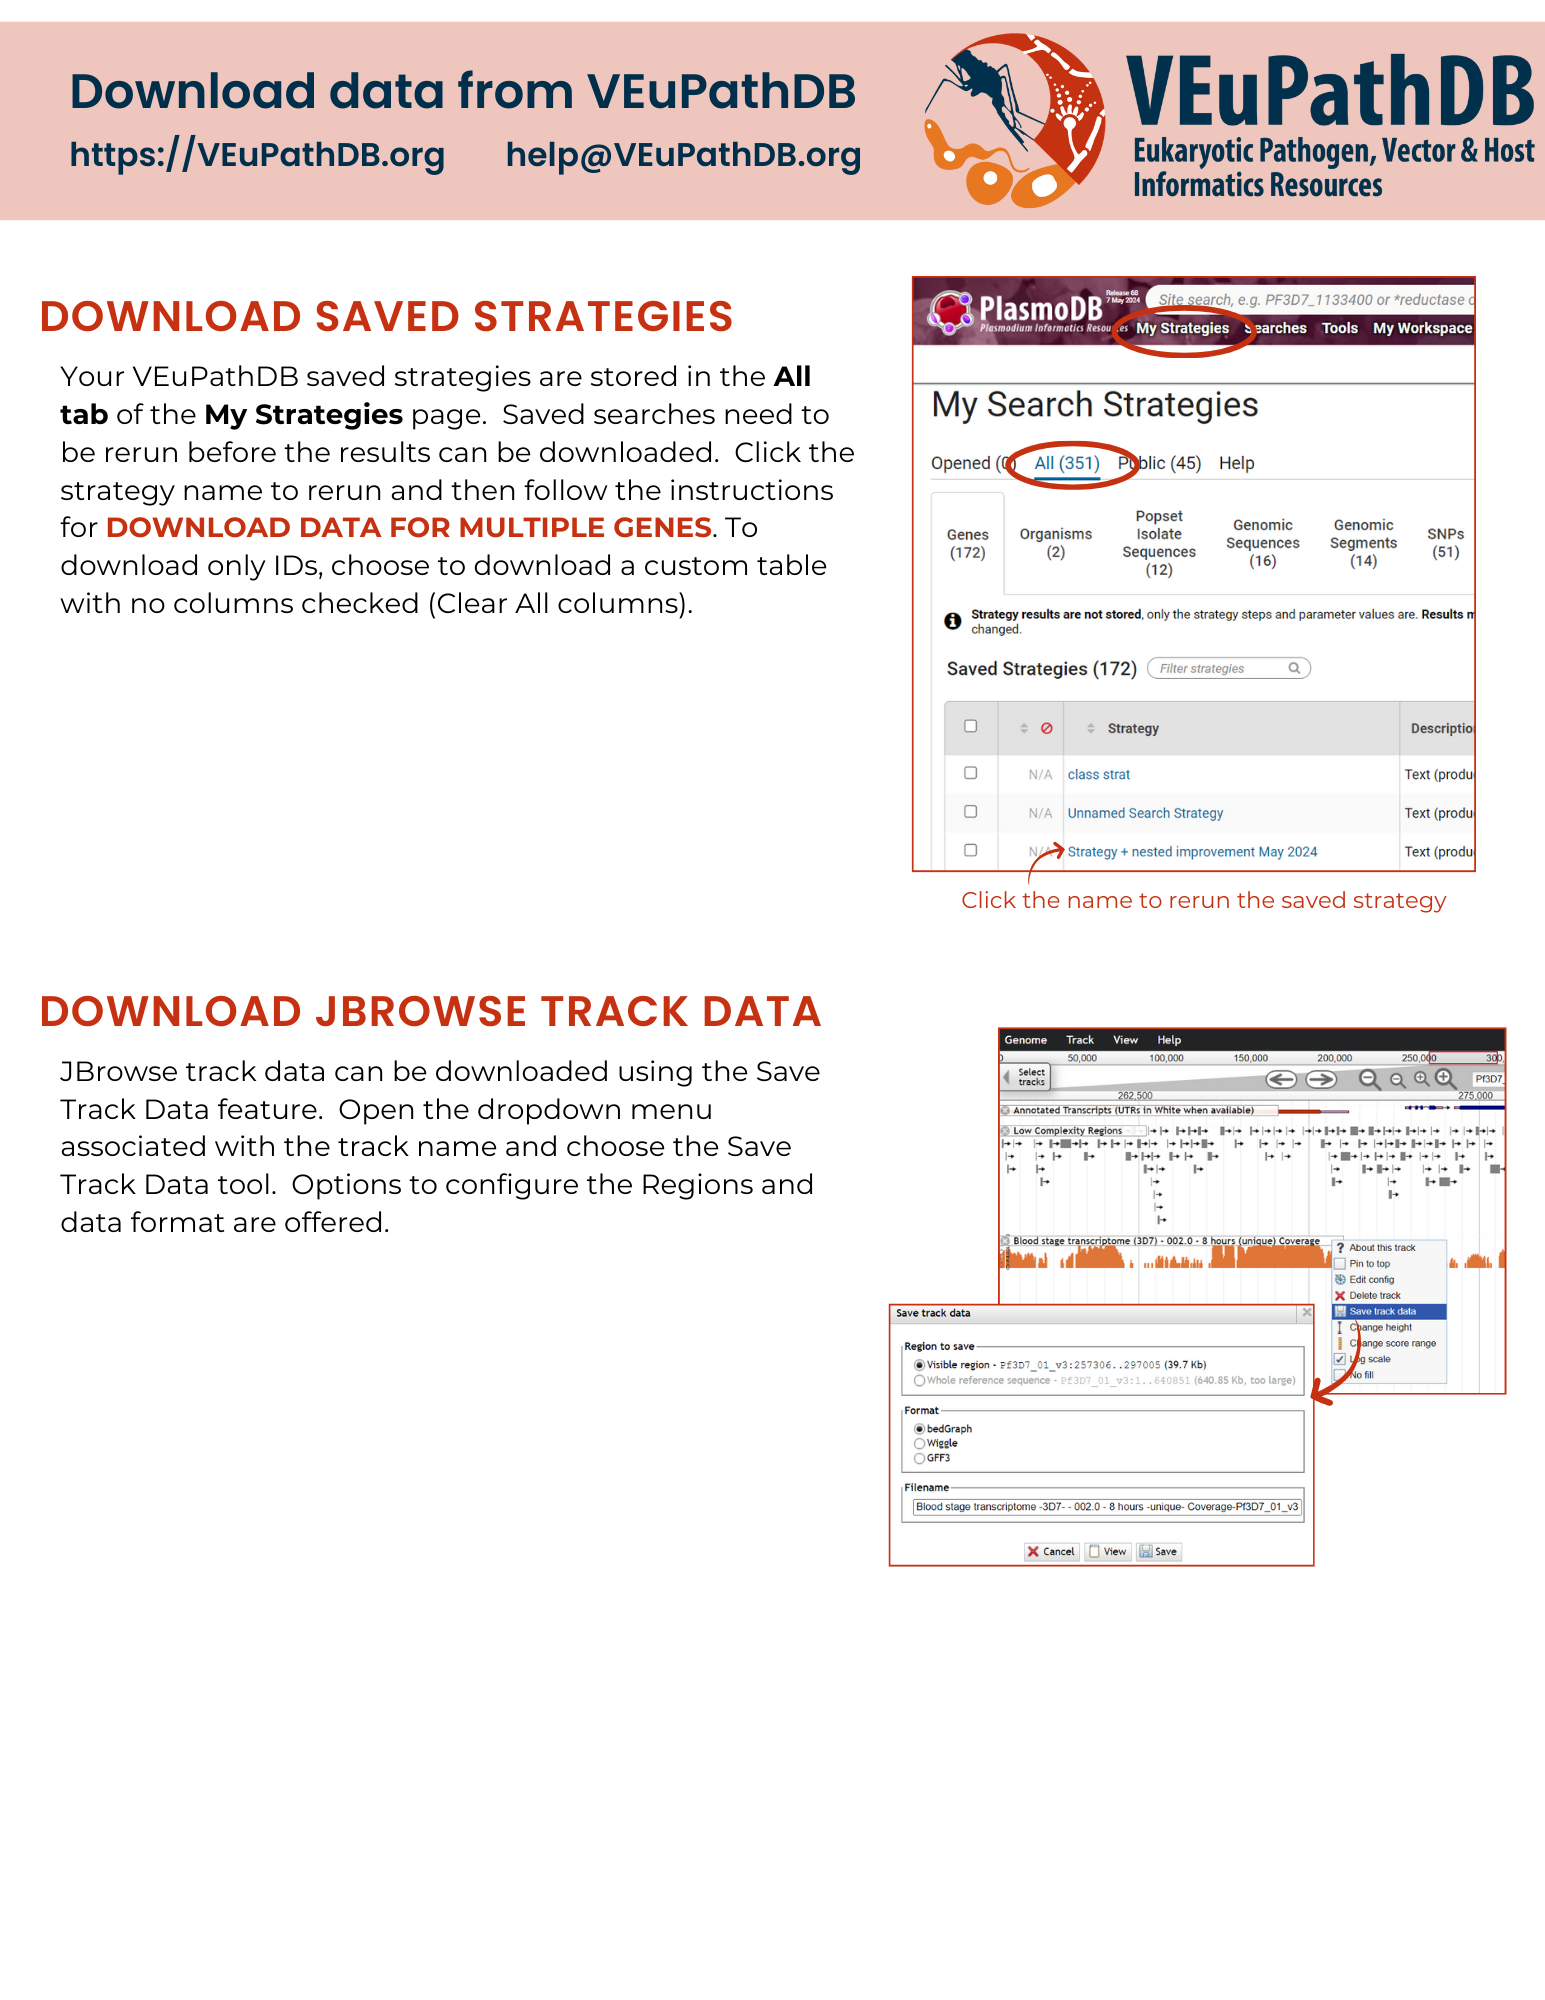 Download data from VEuPathDB
https://VEuPathDB.org help@VEuPathDB.org
VEuPathDB
Eukaryotic Pathogen, Vector & Host
Informatics Resources
DOWNLOAD SAVED STRATEGIES
Your VEuPathDB saved strategies are stored in the All
tab of the My Strategies page. Saved searches need to
be rerun before the results can be downloaded. Click the
strategy name to rerun and then follow the instructions
for DOWNLOAD DATA FOR MULTIPLE GENES. To
download only IDs, choose to download a custom table
with no columns checked (Clear All columns).
PlasmoDB
Release 68
7 May 2024
Plasmodium Informatics Resources
Site search, e.g. PF3D7_1133400 or *reductase
My Strategies Searches Tools My Workspace
My Search Strategies
Opened (0) All (351) Public (45) Help
Genes (172)
Organisms (2)
Popset Isolate Sequences (12)
Genomic Sequences (16)
Genomic Segments (14)
SNPs (51)
Strategy results are not stored, only the strategy steps and parameter values are. Results
changed.
Saved Strategies (172) Filter strategies
Strategy Descriptio
N/A class strat Text (produ
N/A Unnamed Search Strategy Text (produ
N/A Strategy + nested improvement May 2024 Text (produ
Click the name to rerun the saved strategy
DOWNLOAD JBROWSE TRACK DATA
JBrowse track data can be downloaded using the Save
Track Data feature. Open the dropdown menu
associated with the track name and choose the Save
Track Data tool. Options to configure the Regions and
data format are offered.
Genome Track View Help
50,000 100,000 150,000 200,000 250,000 300,
Select
tracks
Pf3D7_
262,500 275,000
Annotated Transcripts (UTRs in White when available)
Low Complexity Regions
Blood stage transcriptome (3D7) - 002.0 - 8 hours (unique) Coverage
About this track
Pin to top
Edit config
Delete track
Save track data
Change height
Change score range
Log scale
No fill
Save track data
Region to save
Visible region - Pf3D7_01_v3:257306..297005 (39.7 Kb)
Whole reference sequence - Pf3D7_01_v3:1..640851 (640.85 Kb, too large)
Format
bedGraph
Wiggle
GFF3
Filename
Blood stage transcriptome -3D7- - 002.0 - 8 hours -unique- Coverage-Pf3D7_01_v3
Cancel View Save